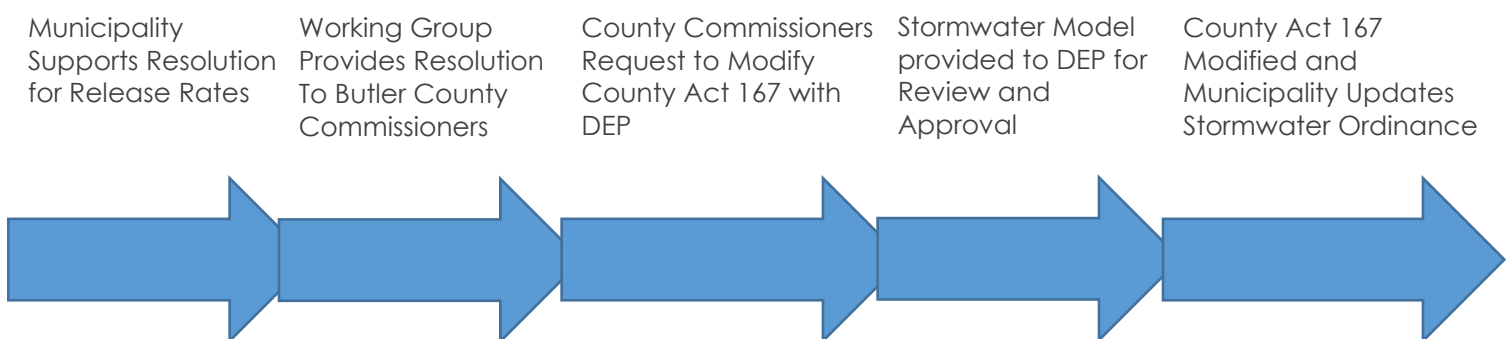 Municipality
Supports Resolution
for Release Rates
Working Group
Provides Resolution
To Butler County
Commissioners
County Commissioners
Request to Modify
County Act 167 with
DEP
Stormwater Model
provided to DEP for
Review and
Approval
County Act 167
Modified and
Municipality Updates
Stormwater Ordinance